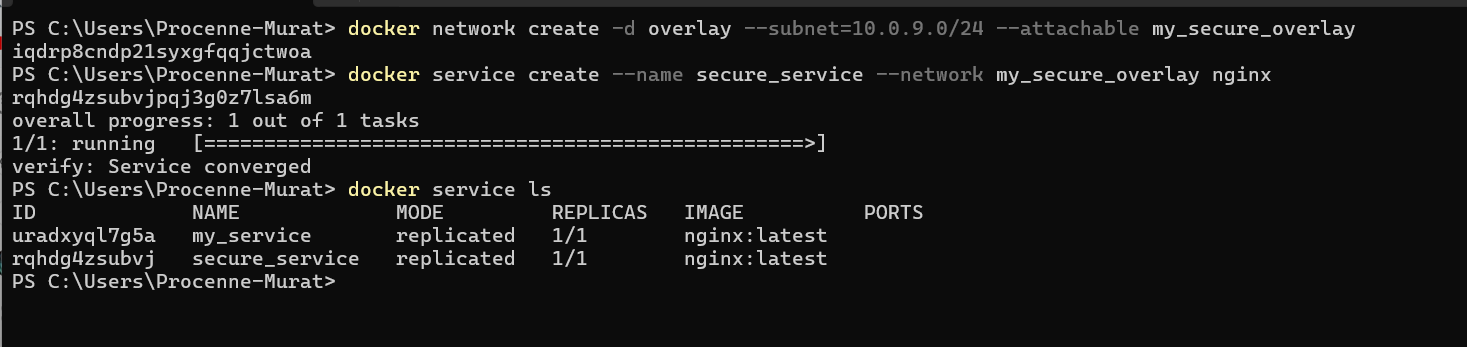 PS C:\Users\Procenne-Murat> docker network create -d overlay --subnet=10.0.9.0/24 --attachable my_secure_overlay
iqdrp8cndp21syxgfqqjctwoa
PS C:\Users\Procenne-Murat> docker service create --name secure_service --network my_secure_overlay nginx
rqhdg4zsubvjpqj3g0z7lsa6m
overall progress: 1 out of 1 tasks
1/1: running   [==================================================>]
verify: Service converged
PS C:\Users\Procenne-Murat> docker service ls
ID             NAME             MODE         REPLICAS   IMAGE          PORTS
uradxyql7g5a   my_service       replicated   1/1        nginx:latest
rqhdg4zsubvj   secure_service   replicated   1/1        nginx:latest
PS C:\Users\Procenne-Murat>